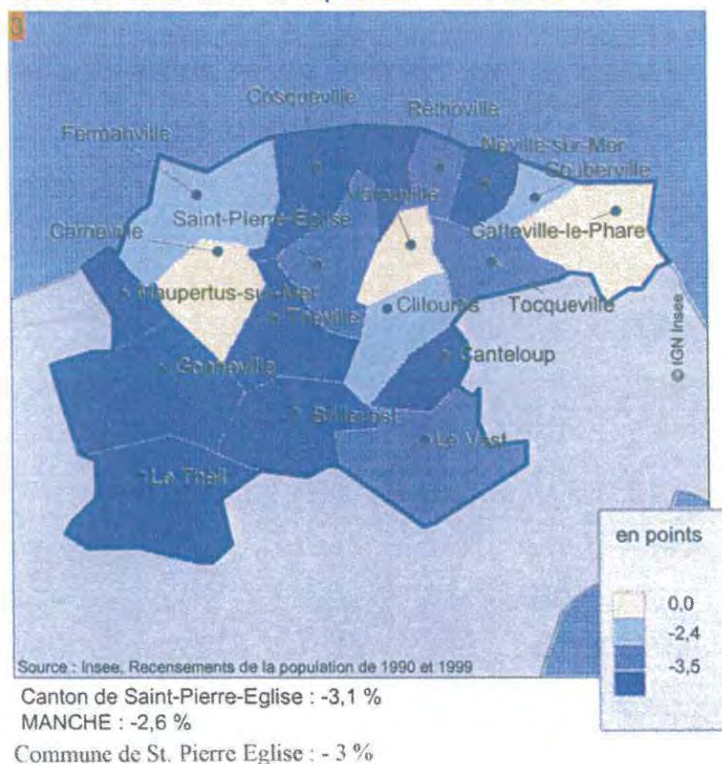 3
Cosqueville
Réthoville
Fermanville
Néville-sur-Mer
Gouberville
Varouville
Saint-Pierre-Eglise
Carneville
Gatteville-le-Phare
Maupertus-sur-Mer
Clitourps
Tocqueville
Théville
Canteloup
Gonneville
© IGN Insee
Brillevast
Le Vast
Le Theil
en points
0,0
-2,4
-3,5
Source : Insee, Recensements de la population de 1990 et 1999
Canton de Saint-Pierre-Eglise : -3,1 %
MANCHE : -2,6 %
Commune de St. Pierre Eglise : - 3 %